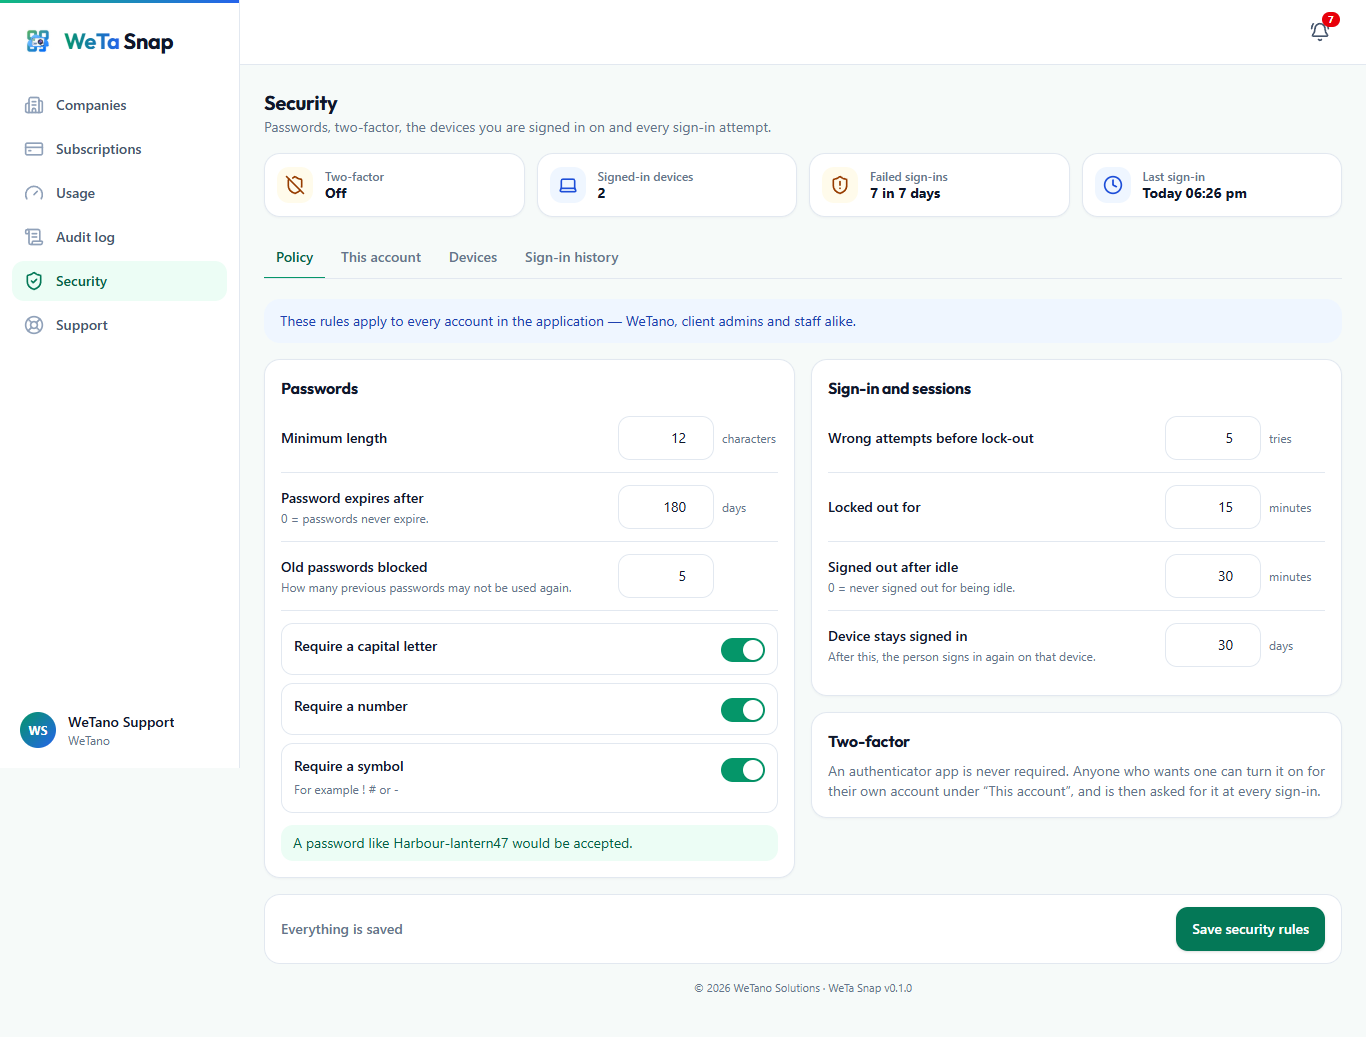 WeTa Snap
7
Companies
Subscriptions
Usage
Audit log
Security
Support
WS
WeTano Support
WeTano
Security
Passwords, two-factor, the devices you are signed in on and every sign-in attempt.
Two-factor
Off
Signed-in devices
2
Failed sign-ins
7 in 7 days
Last sign-in
Today 06:26 pm
Policy
This account
Devices
Sign-in history
These rules apply to every account in the application — WeTano, client admins and staff alike.
Passwords
Minimum length
12 characters
Password expires after
0 = passwords never expire.
180 days
Old passwords blocked
How many previous passwords may not be used again.
5
Require a capital letter
Require a number
Require a symbol
For example ! # or -
A password like Harbour-lantern47 would be accepted.
Sign-in and sessions
Wrong attempts before lock-out
5 tries
Locked out for
15 minutes
Signed out after idle
0 = never signed out for being idle.
30 minutes
Device stays signed in
After this, the person signs in again on that device.
30 days
Two-factor
An authenticator app is never required. Anyone who wants one can turn it on for
their own account under “This account”, and is then asked for it at every sign-in.
Everything is saved
Save security rules
© 2026 WeTano Solutions · WeTa Snap v0.1.0